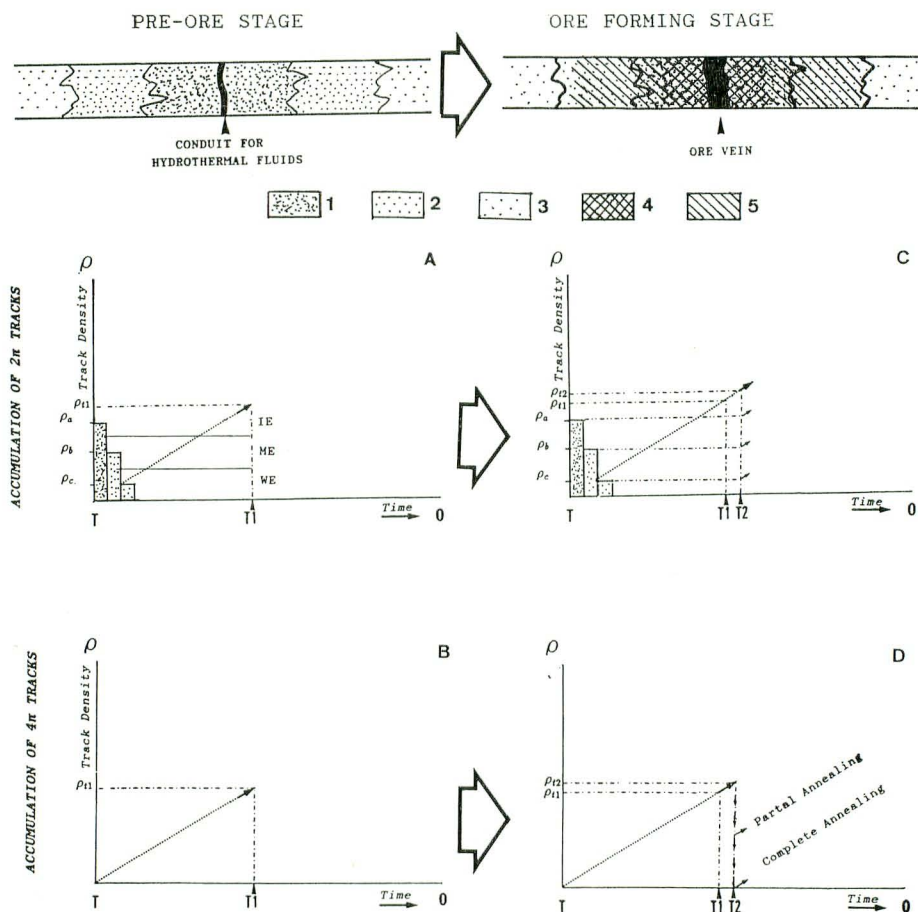 PRE-ORE STAGE
ORE FORMING STAGE
CONDUIT FOR
HYDROTHERMAL FLUIDS
ORE VEIN
1
2
3
4
5
ACCUMULATION OF 2π TRACKS
ρ
A
Track Density
ρt1
ρa
ρb
ρc
IE
ME
WE
T
T1
Time
0
ρ
C
Track Density
ρt2
ρt1
ρa
ρb
ρc
T
T1
T2
Time
0
ACCUMULATION OF 4π TRACKS
ρ
B
Track Density
ρt1
T
T1
Time
0
ρ
D
Track Density
ρt2
ρt1
Partal Annealing
Complete Annealing
T
T1
T2
Time
0